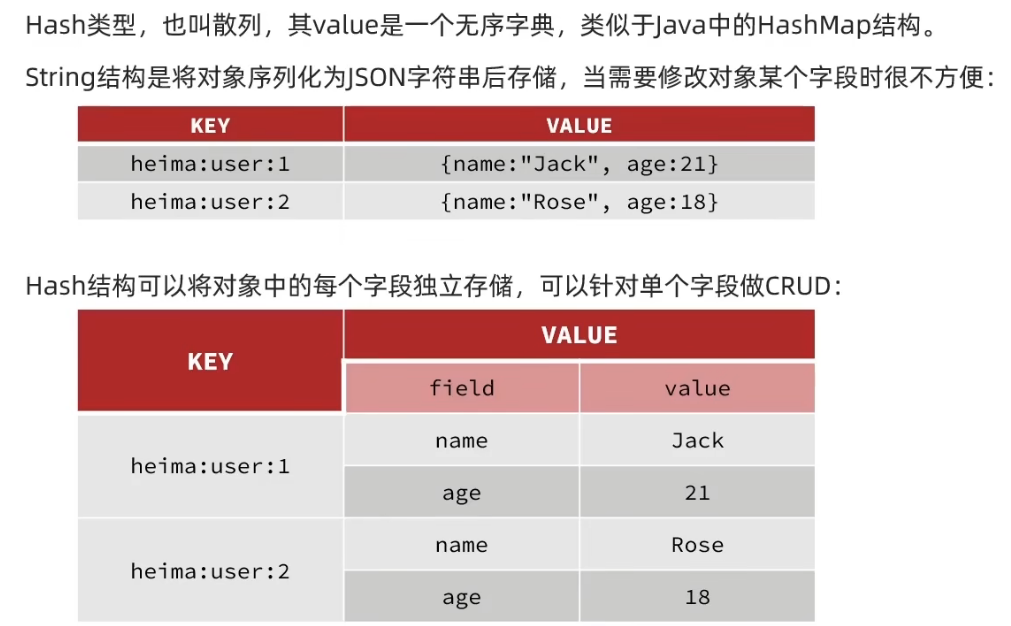 Hash类型，也叫散列，其value是一个无序字典，类似于Java中的HashMap结构。
String结构是将对象序列化为JSON字符串后存储，当需要修改对象某个字段时很不方便：
KEY VALUE
heima:user:1 {name:"Jack", age:21}
heima:user:2 {name:"Rose", age:18}
Hash结构可以将对象中的每个字段独立存储，可以针对单个字段做CRUD：
KEY VALUE
field value
heima:user:1 name Jack
age 21
heima:user:2 name Rose
age 18